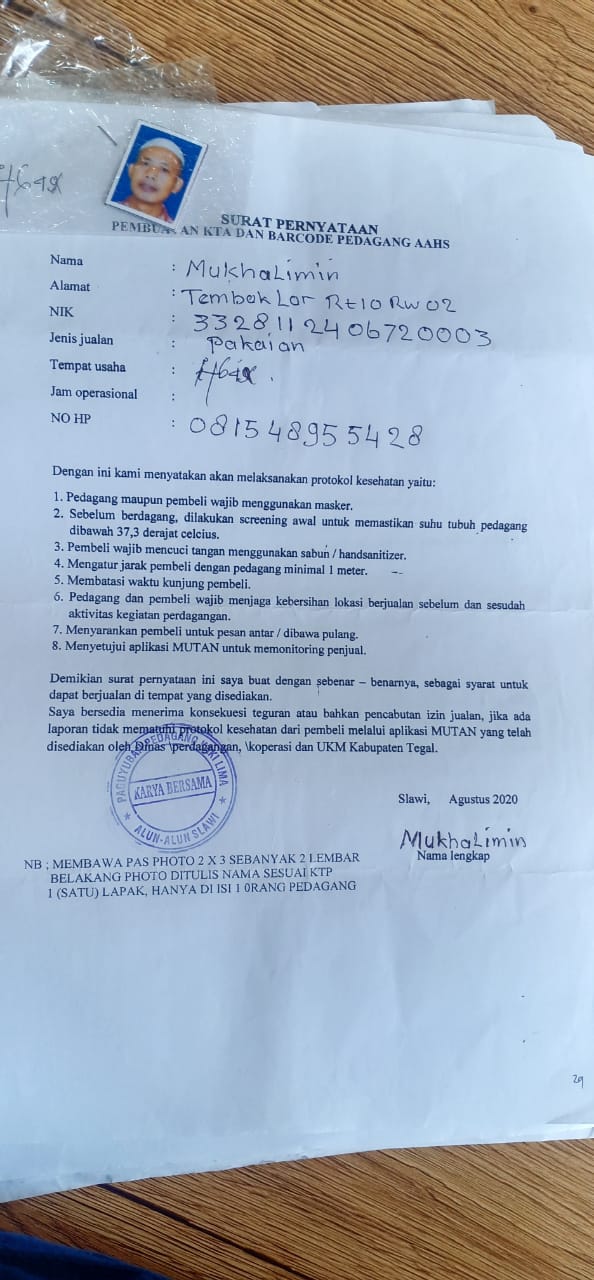 SURAT PERNYATAAN
PEMBUATAN KTA DAN BARCODE PEDAGANG AAHS
Nama : Mukhalimin
Alamat : Tembok Lor Rt 10 Rw 02
NIK : 3328112406720003
Jenis jualan : pakaian
Tempat usaha :
Jam operasional :
NO HP : 081548955428
Dengan ini kami menyatakan akan melaksanakan protokol kesehatan yaitu:
1. Pedagang maupun pembeli wajib menggunakan masker.
2. Sebelum berdagang, dilakukan screening awal untuk memastikan suhu tubuh pedagang
dibawah 37,3 derajat celcius.
3. Pembeli wajib mencuci tangan menggunakan sabun / handsanitizer.
4. Mengatur jarak pembeli dengan pedagang minimal 1 meter.
5. Membatasi waktu kunjung pembeli.
6. Pedagang dan pembeli wajib menjaga kebersihan lokasi berjualan sebelum dan sesudah
aktivitas kegiatan perdagangan.
7. Menyarankan pembeli untuk pesan antar / dibawa pulang.
8. Menyetujui aplikasi MUTAN untuk memonitoring penjual.
Demikian surat pernyataan ini saya buat dengan sebenar – benarnya, sebagai syarat untuk
dapat berjualan di tempat yang disediakan.
Saya bersedia menerima konsekuesi teguran atau bahkan pencabutan izin jualan, jika ada
laporan tidak mematuhi protokol kesehatan dari pembeli melalui aplikasi MUTAN yang telah
disediakan oleh Dinas \perdagangan, \koperasi dan UKM Kabupaten Tegal.
PAGUYUBAN PEDAGANG KAKI LIMA
KARYA BERSAMA
ALUN-ALUN SLAWI
Slawi, Agustus 2020
Mukhalimin
Nama lengkap
NB : MEMBAWA PAS PHOTO 2 X 3 SEBANYAK 2 LEMBAR
BELAKANG PHOTO DITULIS NAMA SESUAI KTP
1 (SATU) LAPAK, HANYA DI ISI 1 0RANG PEDAGANG
29